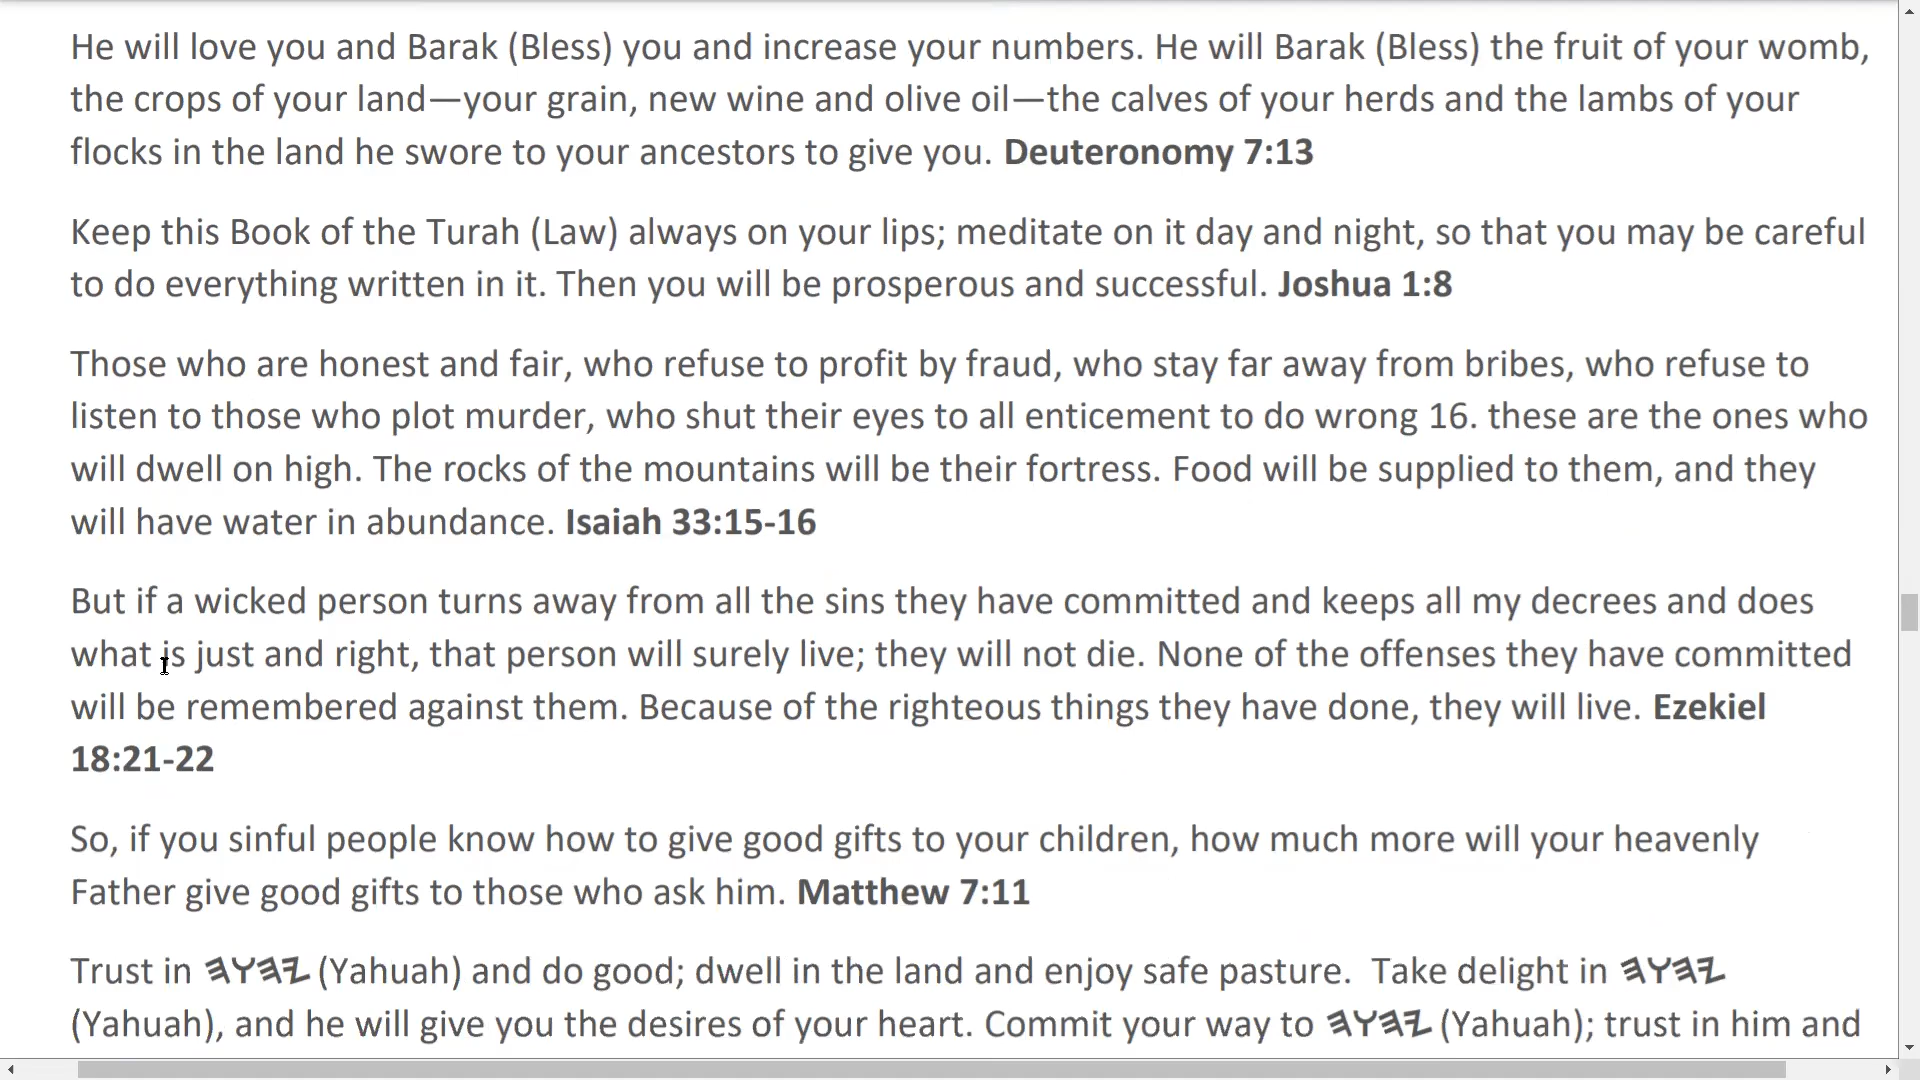 He will love you and Barak (Bless) you and increase your numbers. He will Barak (Bless) the fruit of your womb,
the crops of your land—your grain, new wine and olive oil—the calves of your herds and the lambs of your
flocks in the land he swore to your ancestors to give you. Deuteronomy 7:13
Keep this Book of the Turah (Law) always on your lips; meditate on it day and night, so that you may be careful
to do everything written in it. Then you will be prosperous and successful. Joshua 1:8
Those who are honest and fair, who refuse to profit by fraud, who stay far away from bribes, who refuse to
listen to those who plot murder, who shut their eyes to all enticement to do wrong 16. these are the ones who
will dwell on high. The rocks of the mountains will be their fortress. Food will be supplied to them, and they
will have water in abundance. Isaiah 33:15-16
But if a wicked person turns away from all the sins they have committed and keeps all my decrees and does
what is just and right, that person will surely live; they will not die. None of the offenses they have committed
will be remembered against them. Because of the righteous things they have done, they will live. Ezekiel
18:21-22
So, if you sinful people know how to give good gifts to your children, how much more will your heavenly
Father give good gifts to those who ask him. Matthew 7:11
Trust in 𐤉𐤄𐤅𐤄 (Yahuah) and do good; dwell in the land and enjoy safe pasture. Take delight in 𐤉𐤄𐤅𐤄
(Yahuah), and he will give you the desires of your heart. Commit your way to 𐤉𐤄𐤅𐤄 (Yahuah); trust in him and